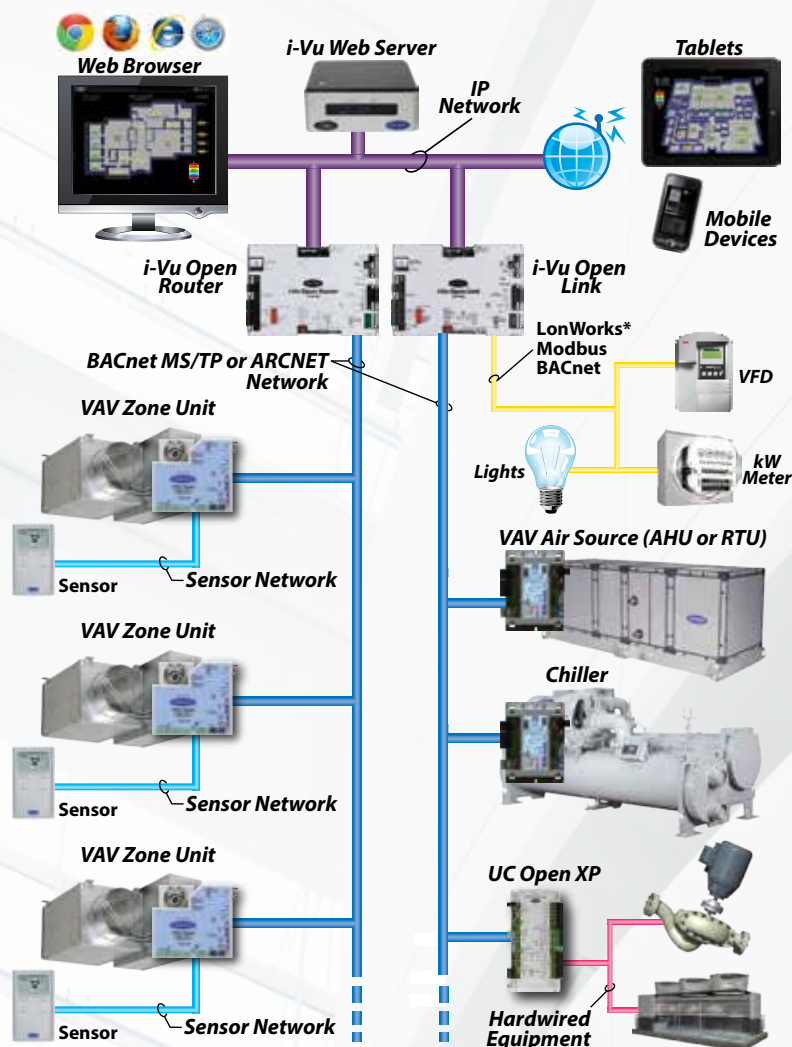 Web Browser
i-Vu Web Server
Tablets
IP
Network
Mobile
Devices
i-Vu Open
Router
i-Vu Open
Link
LonWorks*
Modbus
BACnet
BACnet MS/TP or ARCNET
Network
VFD
Lights
kW
Meter
VAV Zone Unit
Sensor
Sensor Network
VAV Air Source (AHU or RTU)
VAV Zone Unit
Sensor
Sensor Network
Chiller
VAV Zone Unit
Sensor
Sensor Network
UC Open XP
Hardwired
Equipment